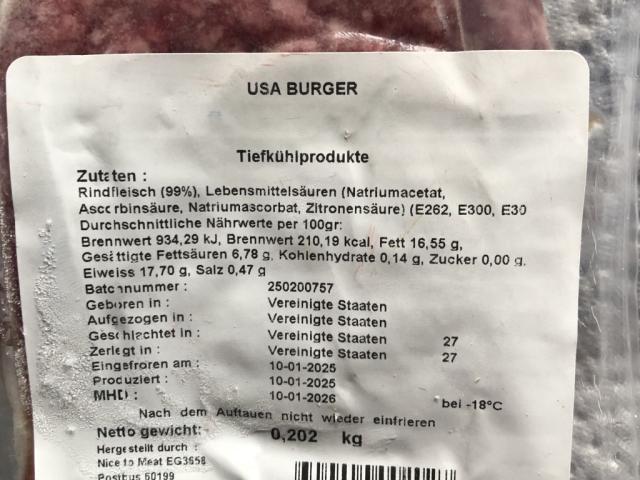 USA BURGER
Tiefkühlprodukte
Zutaten :
Rindfleisch (99%), Lebensmittelsäuren (Natriumacetat,
Ascorbinsäure, Natriumascorbat, Zitronensäure) (E262, E300, E30
Durchschnittliche Nährwerte per 100gr:
Brennwert 934,29 kJ, Brennwert 210,19 kcal, Fett 16,55 g,
Gesättigte Fettsäuren 6,78 g, Kohlenhydrate 0,14 g, Zucker 0,00 g,
Eiweiss 17,70 g, Salz 0,47 g
Batchnummer : 250200757
Geboren in : Vereinigte Staaten
Aufgezogen in : Vereinigte Staaten
Geschlachtet in : Vereinigte Staaten 27
Zerlegt in : Vereinigte Staaten 27
Eingefroren am : 10-01-2025
Produziert : 10-01-2025
MHD : 10-01-2026 bei -18°C
Nach dem Auftauen nicht wieder einfrieren
Netto gewicht: 0,202 kg
Hergestellt durch :
Nice to Meat EG3658
Postbus 50199